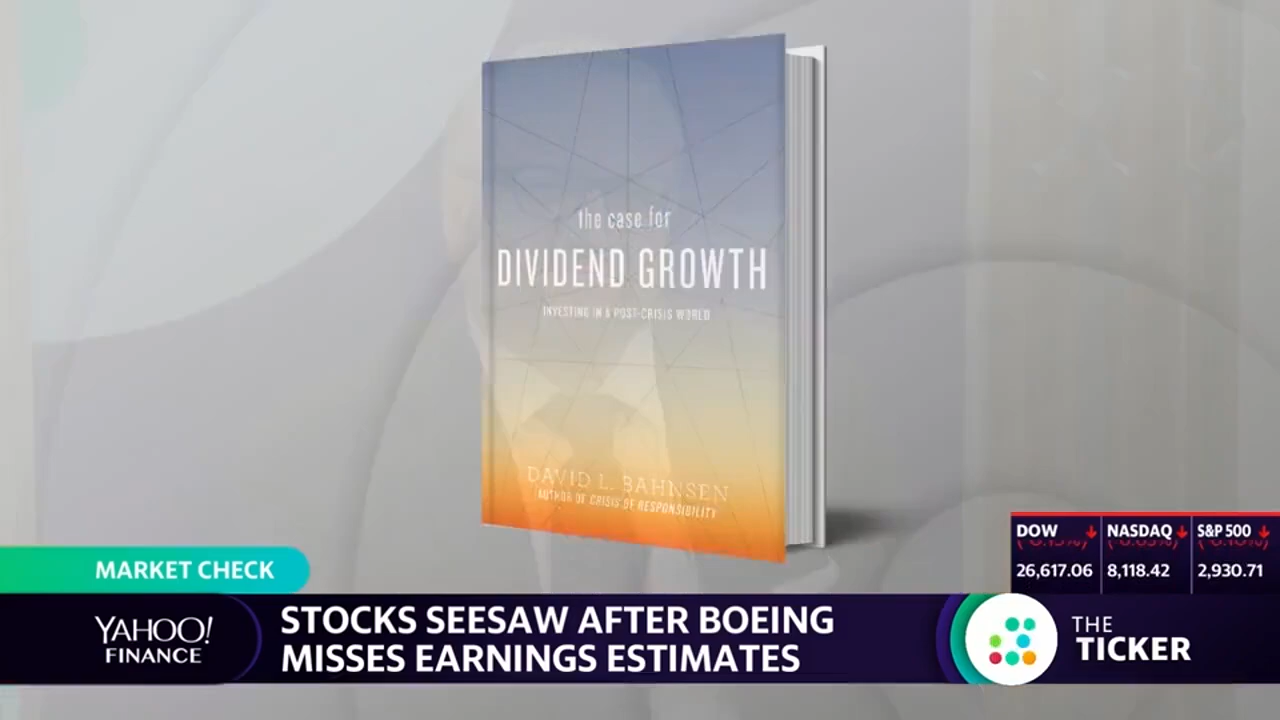 the case for
DIVIDEND GROWTH
INVESTING IN A POST-CRISIS WORLD
DAVID L. BAHNSEN
AUTHOR OF CRISIS OF RESPONSIBILITY
MARKET CHECK
YAHOO!
FINANCE
STOCKS SEESAW AFTER BOEING
MISSES EARNINGS ESTIMATES
DOW NASDAQ S&P 500
26,617.06 8,118.42 2,930.71
THE
TICKER